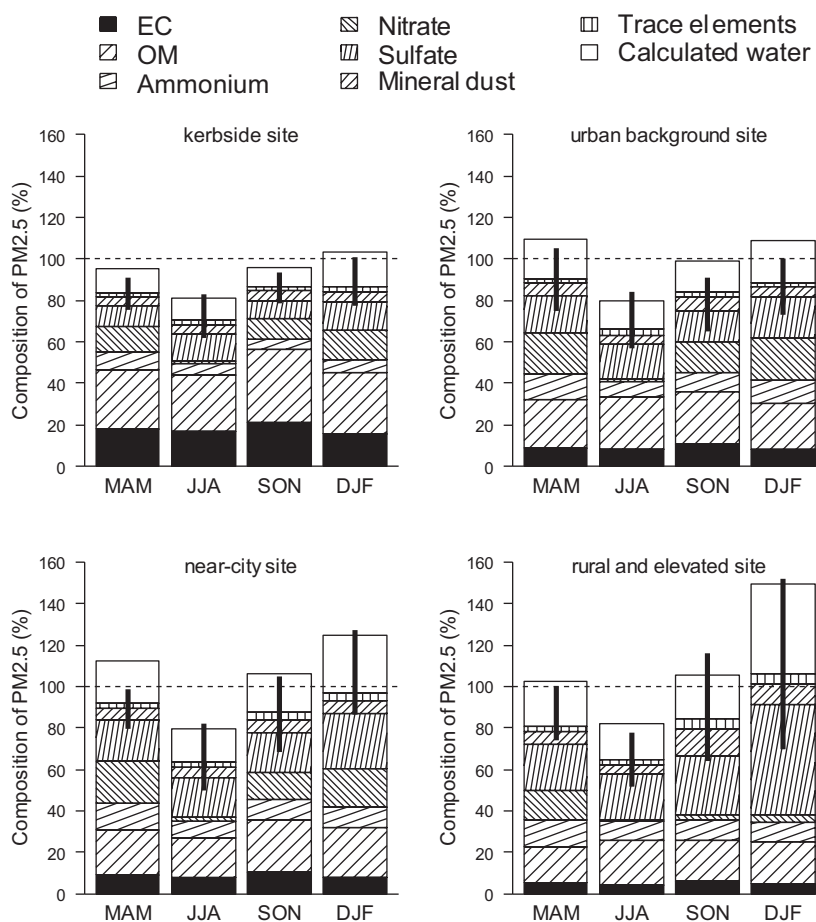 EC Nitrate Trace elements
OM Sulfate Calculated water
Ammonium Mineral dust
kerbside site
Composition of PM2.5 (%)
160
140
120
100
80
60
40
20
0
MAM JJA SON DJF
urban background site
Composition of PM2.5 (%)
160
140
120
100
80
60
40
20
0
MAM JJA SON DJF
near-city site
Composition of PM2.5 (%)
160
140
120
100
80
60
40
20
0
MAM JJA SON DJF
rural and elevated site
Composition of PM2.5 (%)
160
140
120
100
80
60
40
20
0
MAM JJA SON DJF